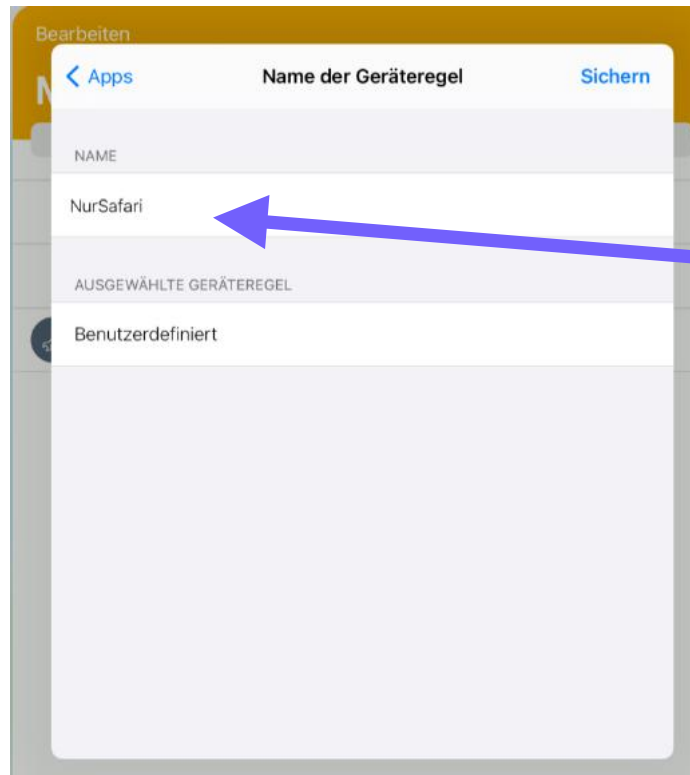 Bearbeiten
Apps
Name der Geräteregel
Sichern
NAME
NurSafari
AUSGEWÄHLTE GERÄTEREGEL
Benutzerdefiniert